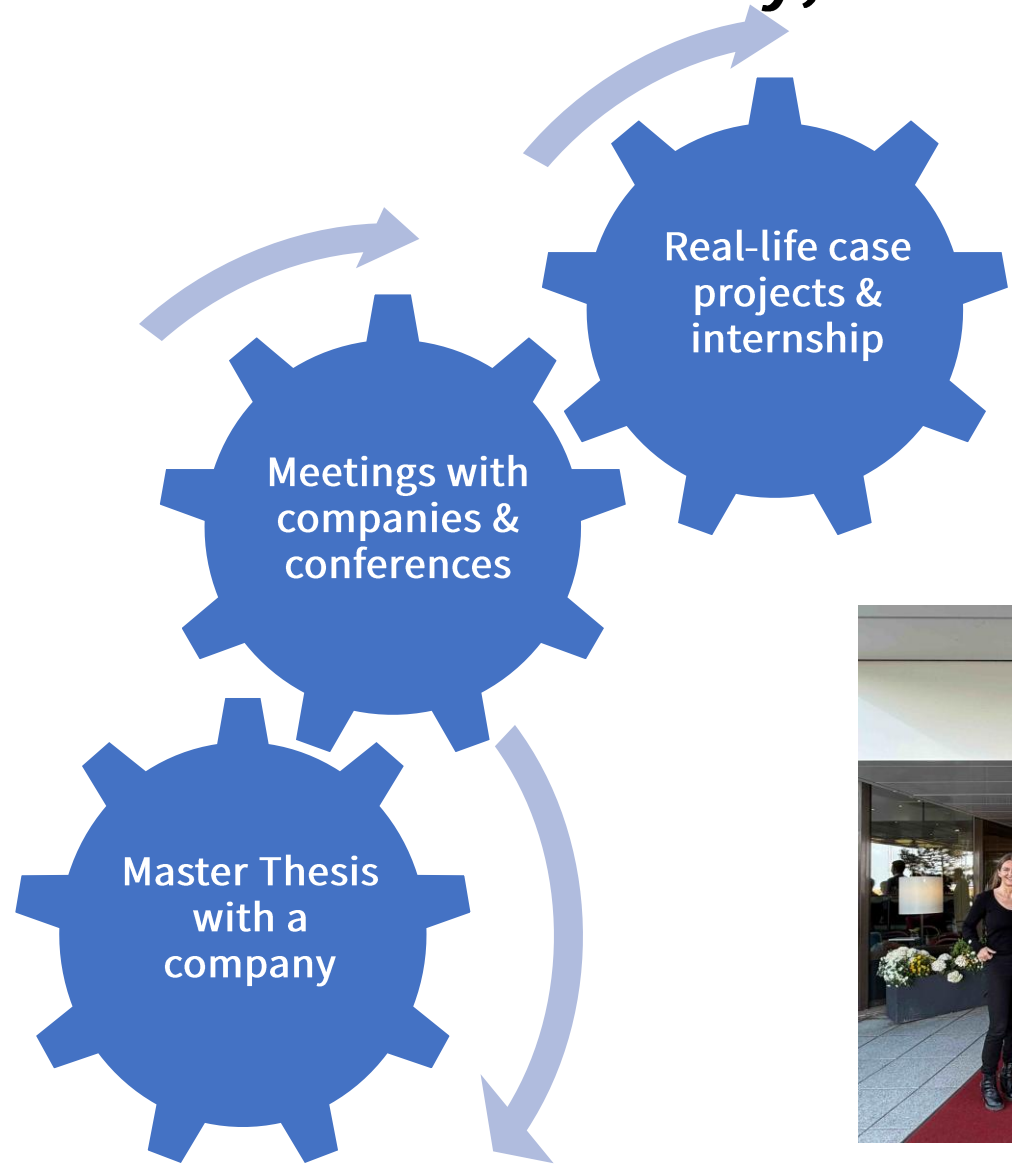 Real-life case
projects &
internship
Meetings with
companies &
conferences
Master Thesis
with a
company